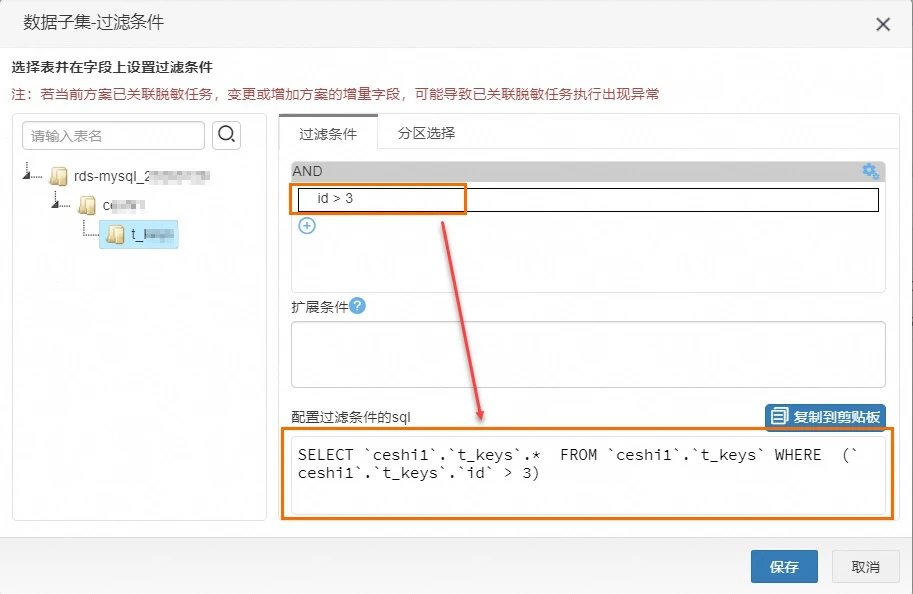 数据子集-过滤条件
选择表并在字段上设置过滤条件
注：若当前方案已关联脱敏任务，变更或增加方案的增量字段，可能导致已关联脱敏任务执行出现异常
请输入表名
rds-mysql_2
c
t_
过滤条件 分区选择
AND
id > 3
扩展条件
配置过滤条件的sql 复制到剪贴板
SELECT `ceshi1`.`t_keys`.* FROM `ceshi1`.`t_keys` WHERE (`
ceshi1`.`t_keys`.`id` > 3)
保存 取消